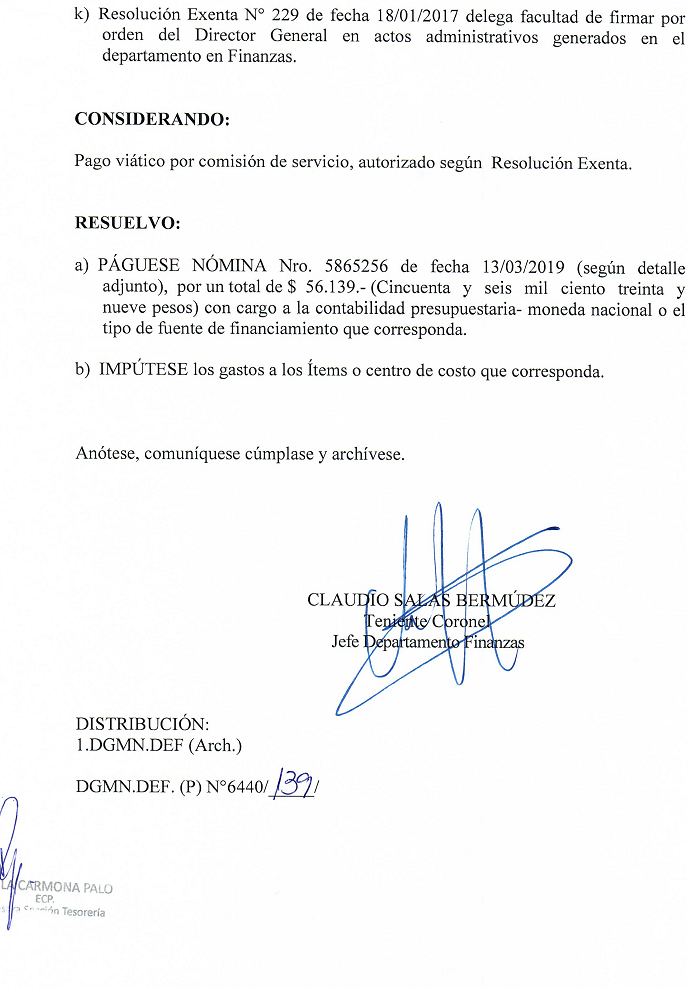 k) Resolución Exenta N° 229 de fecha 18/01/2017 delega facultad de firmar por
orden del Director General en actos administrativos generados en el
departamento en Finanzas.
CONSIDERANDO:
Pago viático por comisión de servicio, autorizado según Resolución Exenta.
RESUELVO:
a) PÁGUESE NÓMINA Nro. 5865256 de fecha 13/03/2019 (según detalle
adjunto), por un total de $ 56.139.- (Cincuenta y seis mil ciento treinta y
nueve pesos) con cargo a la contabilidad presupuestaria- moneda nacional o el
tipo de fuente de financiamiento que corresponda.
b) IMPÚTESE los gastos a los Ítems o centro de costo que corresponda.
Anótese, comuníquese cúmplase y archívese.
CLAUDIO SALAS BERMÚDEZ
Teniente Coronel
Jefe Departamento Finanzas
DISTRIBUCIÓN:
1.DGMN.DEF (Arch.)
DGMN.DEF. (P) N°6440/139/
CARMONA PALO
ECP.
Sección Tesorería